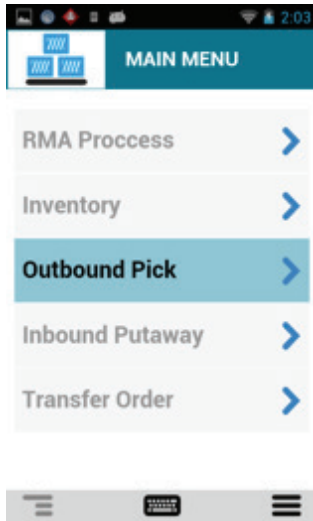 2:03
MAIN MENU
RMA Proccess
Inventory
Outbound Pick
Inbound Putaway
Transfer Order